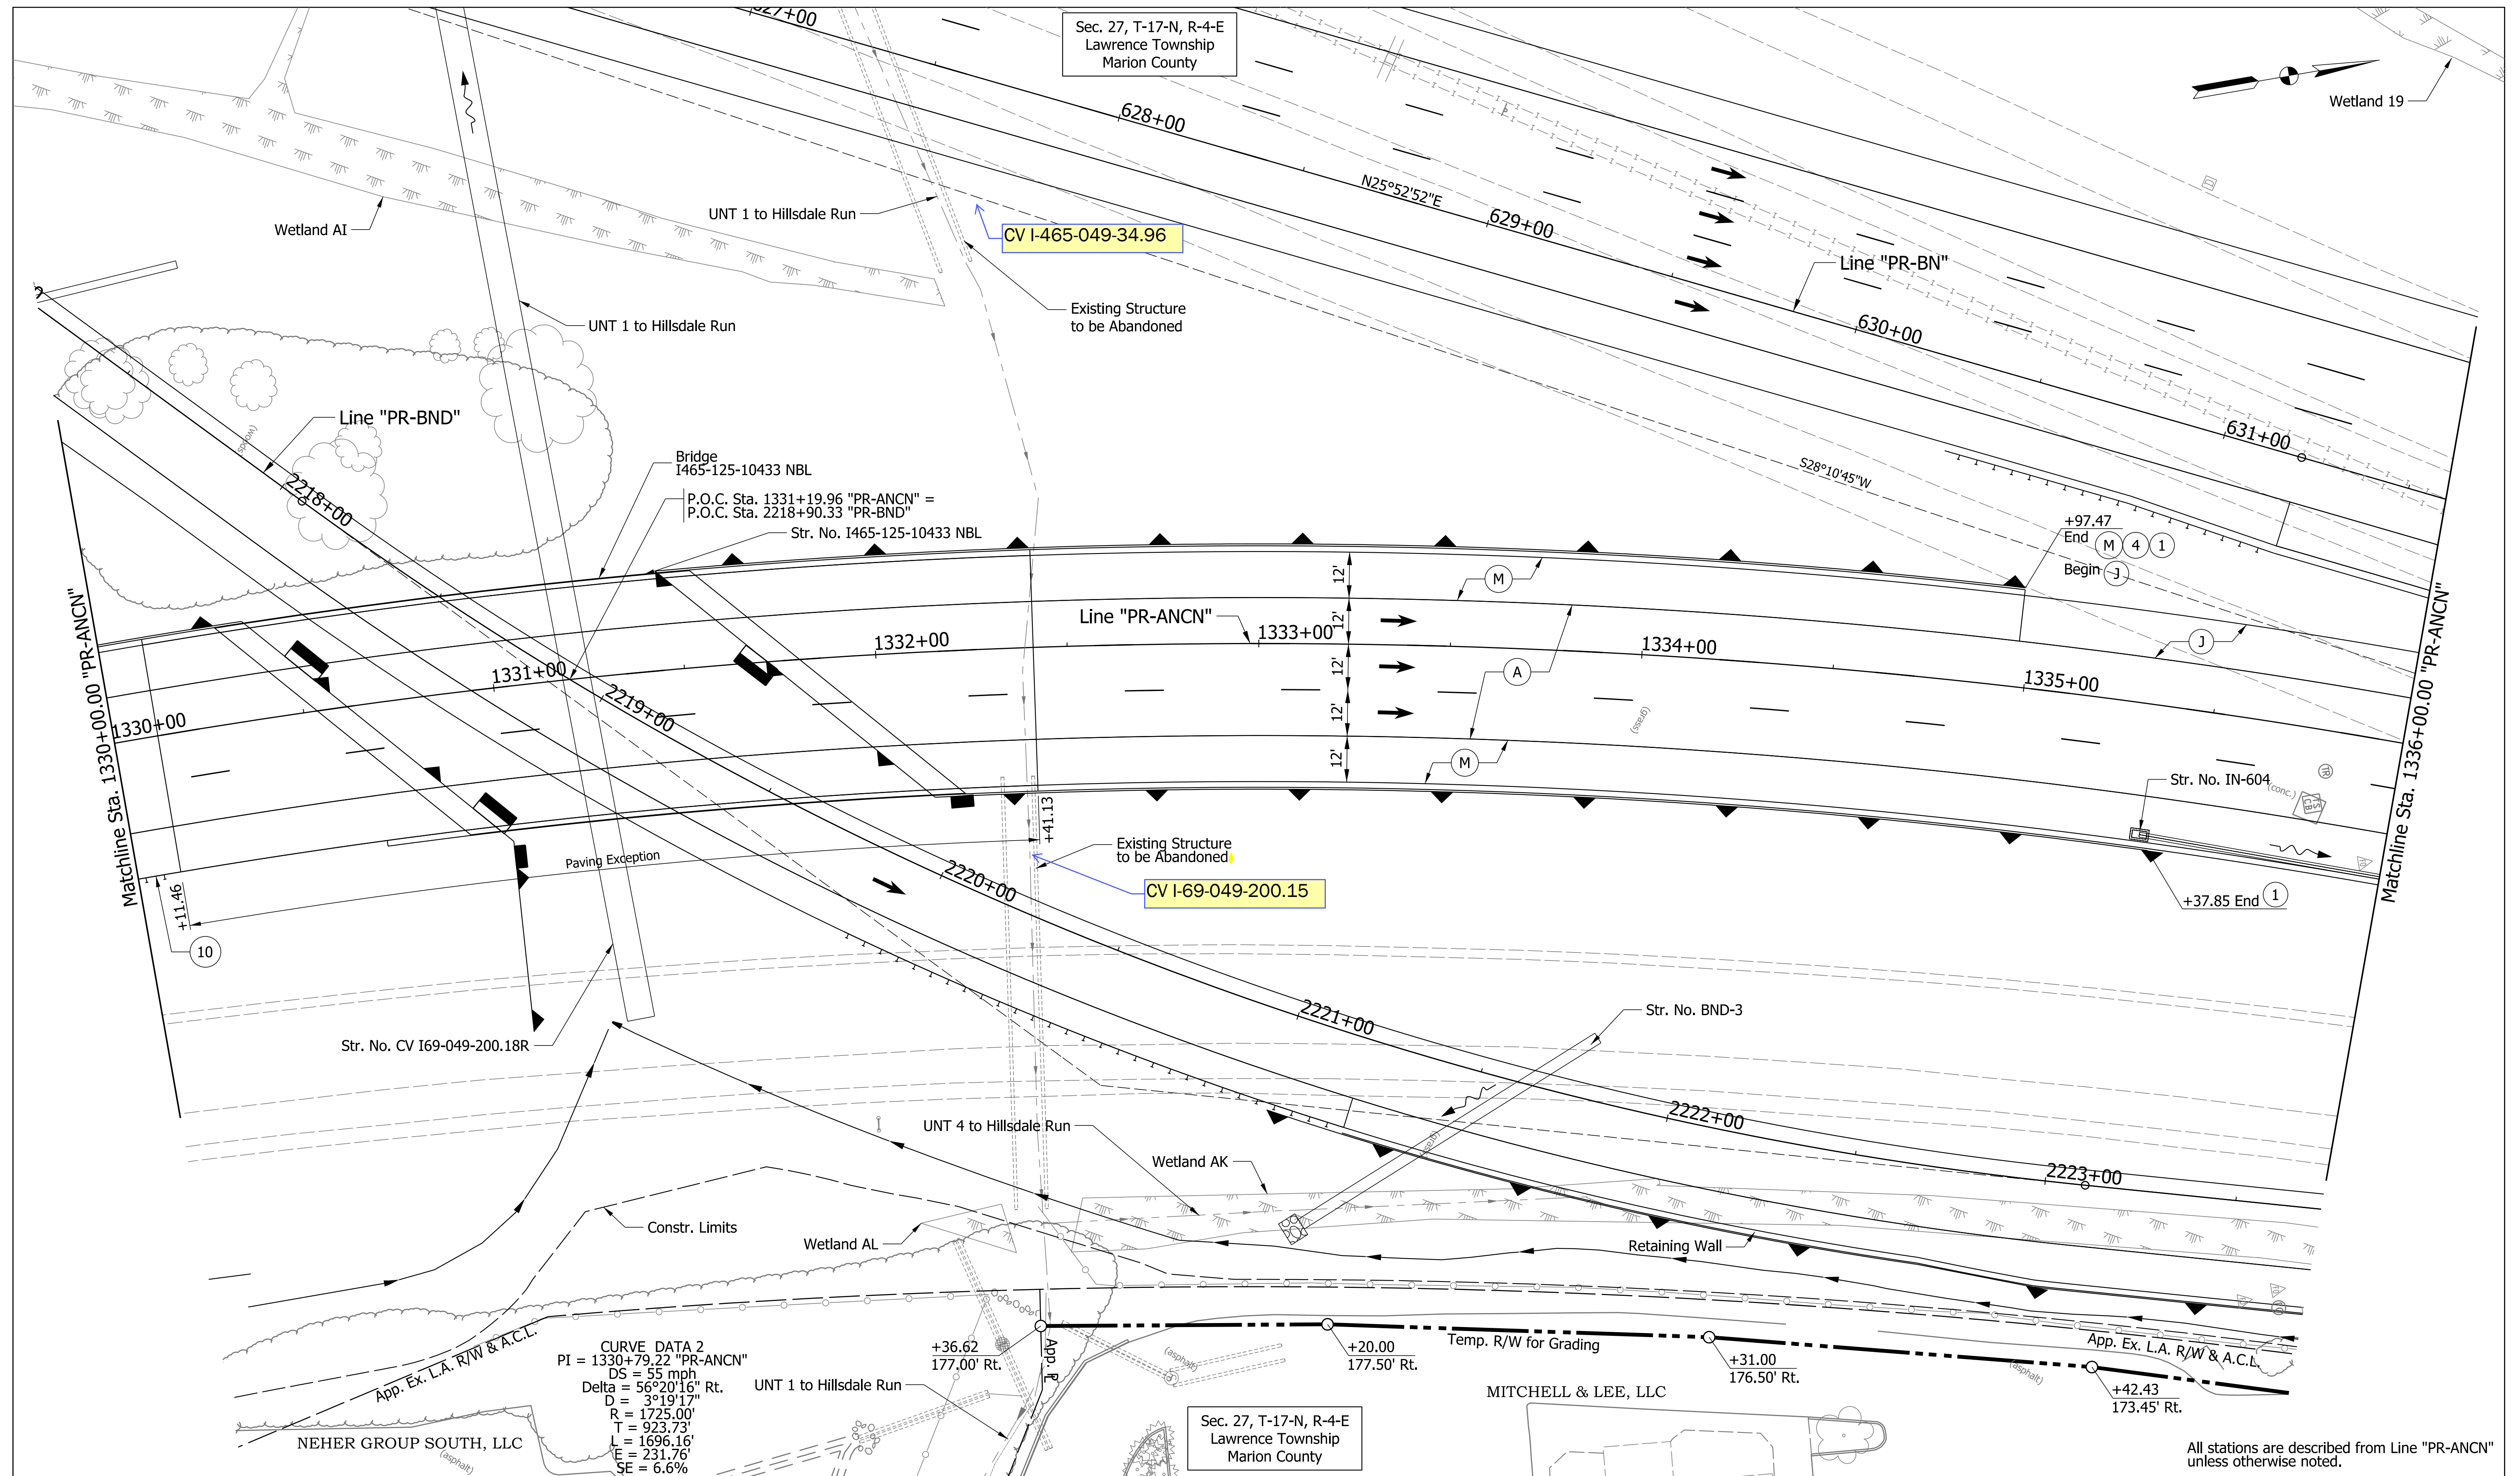 627+00
Sec. 27, T-17-N, R-4-E
Lawrence Township
Marion County
Wetland 19
628+00
N25°52'52"E
629+00
UNT 1 to Hillsdale Run
Wetland AI
CV I-465-049-34.96
Line "PR-BN"
Existing Structure
to be Abandoned
UNT 1 to Hillsdale Run
630+00
631+00
Line "PR-BND"
(woods)
Bridge
I465-125-10433 NBL
S28°10'45"W
2218+00
P.O.C. Sta. 1331+19.96 "PR-ANCN" =
P.O.C. Sta. 2218+90.33 "PR-BND"
Str. No. I465-125-10433 NBL
+97.47
End M 4 1
Begin J
Matchline Sta. 1330+00.00 "PR-ANCN"
Matchline Sta. 1336+00.00 "PR-ANCN"
12'
M
Line "PR-ANCN"
12'
1330+00
1331+00
1332+00
1333+00
1334+00
1335+00
J
A
12'
2219+00
12'
(grass)
12'
M
TR
Str. No. IN-604
(conc.)
+41.13
Existing Structure
to be Abandoned
Paving Exception
CV I-69-049-200.15
2220+00
+37.85 End 1
+11.46
10
2221+00
Str. No. BND-3
Str. No. CV I69-049-200.18R
2222+00
UNT 4 to Hillsdale Run
(grass)
Wetland AK
2223+00
Constr. Limits
Wetland AL
Retaining Wall
App. Ex. L.A. R/W & A.C.L.
CURVE DATA 2
PI = 1330+79.22 "PR-ANCN"
DS = 55 mph
Delta = 56°20'16" Rt.
D = 3°19'17"
R = 1725.00'
T = 923.73'
L = 1696.16'
E = 231.76'
SE = 6.6%
+36.62
177.00' Rt.
App. PL
+20.00
177.50' Rt.
Temp. R/W for Grading
+31.00
176.50' Rt.
App. Ex. L.A. R/W & A.C.L.
+42.43
173.45' Rt.
(asphalt)
(asphalt)
UNT 1 to Hillsdale Run
MITCHELL & LEE, LLC
NEHER GROUP SOUTH, LLC
(asphalt)
Sec. 27, T-17-N, R-4-E
Lawrence Township
Marion County
All stations are described from Line "PR-ANCN"
unless otherwise noted.